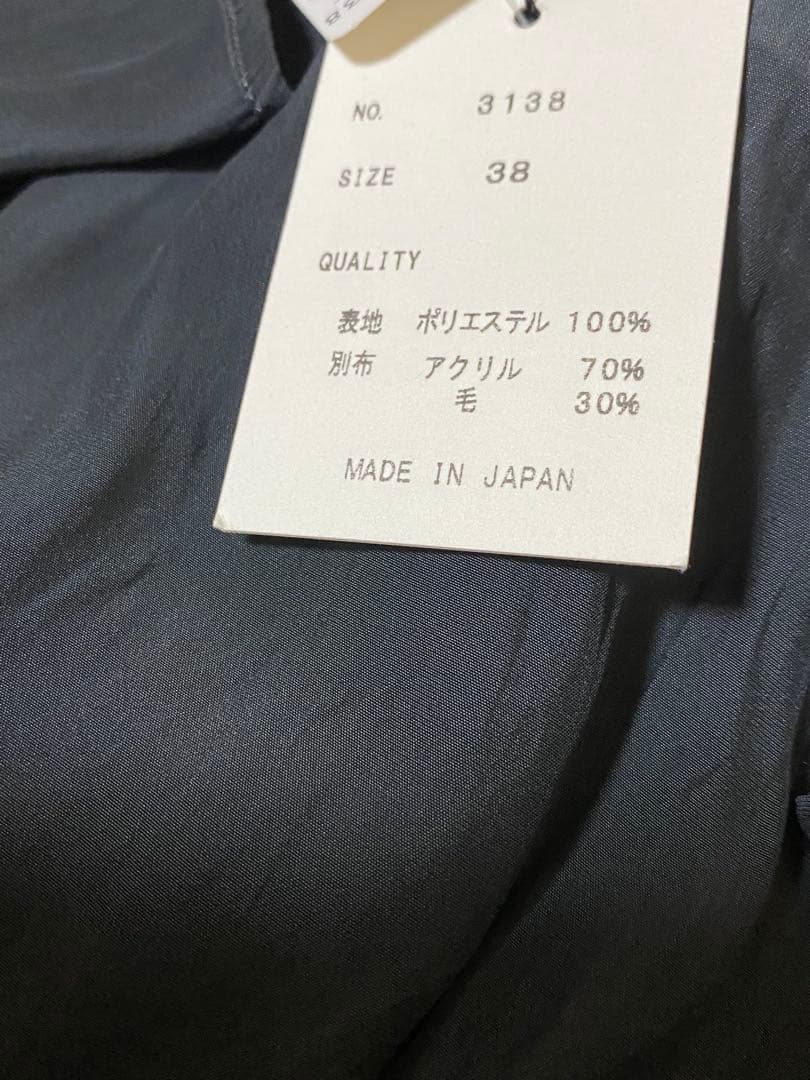 NO. 3138
SIZE 38
QUALITY
表地 ポリエステル 100%
別布 アクリル 70%
毛 30%
MADE IN JAPAN